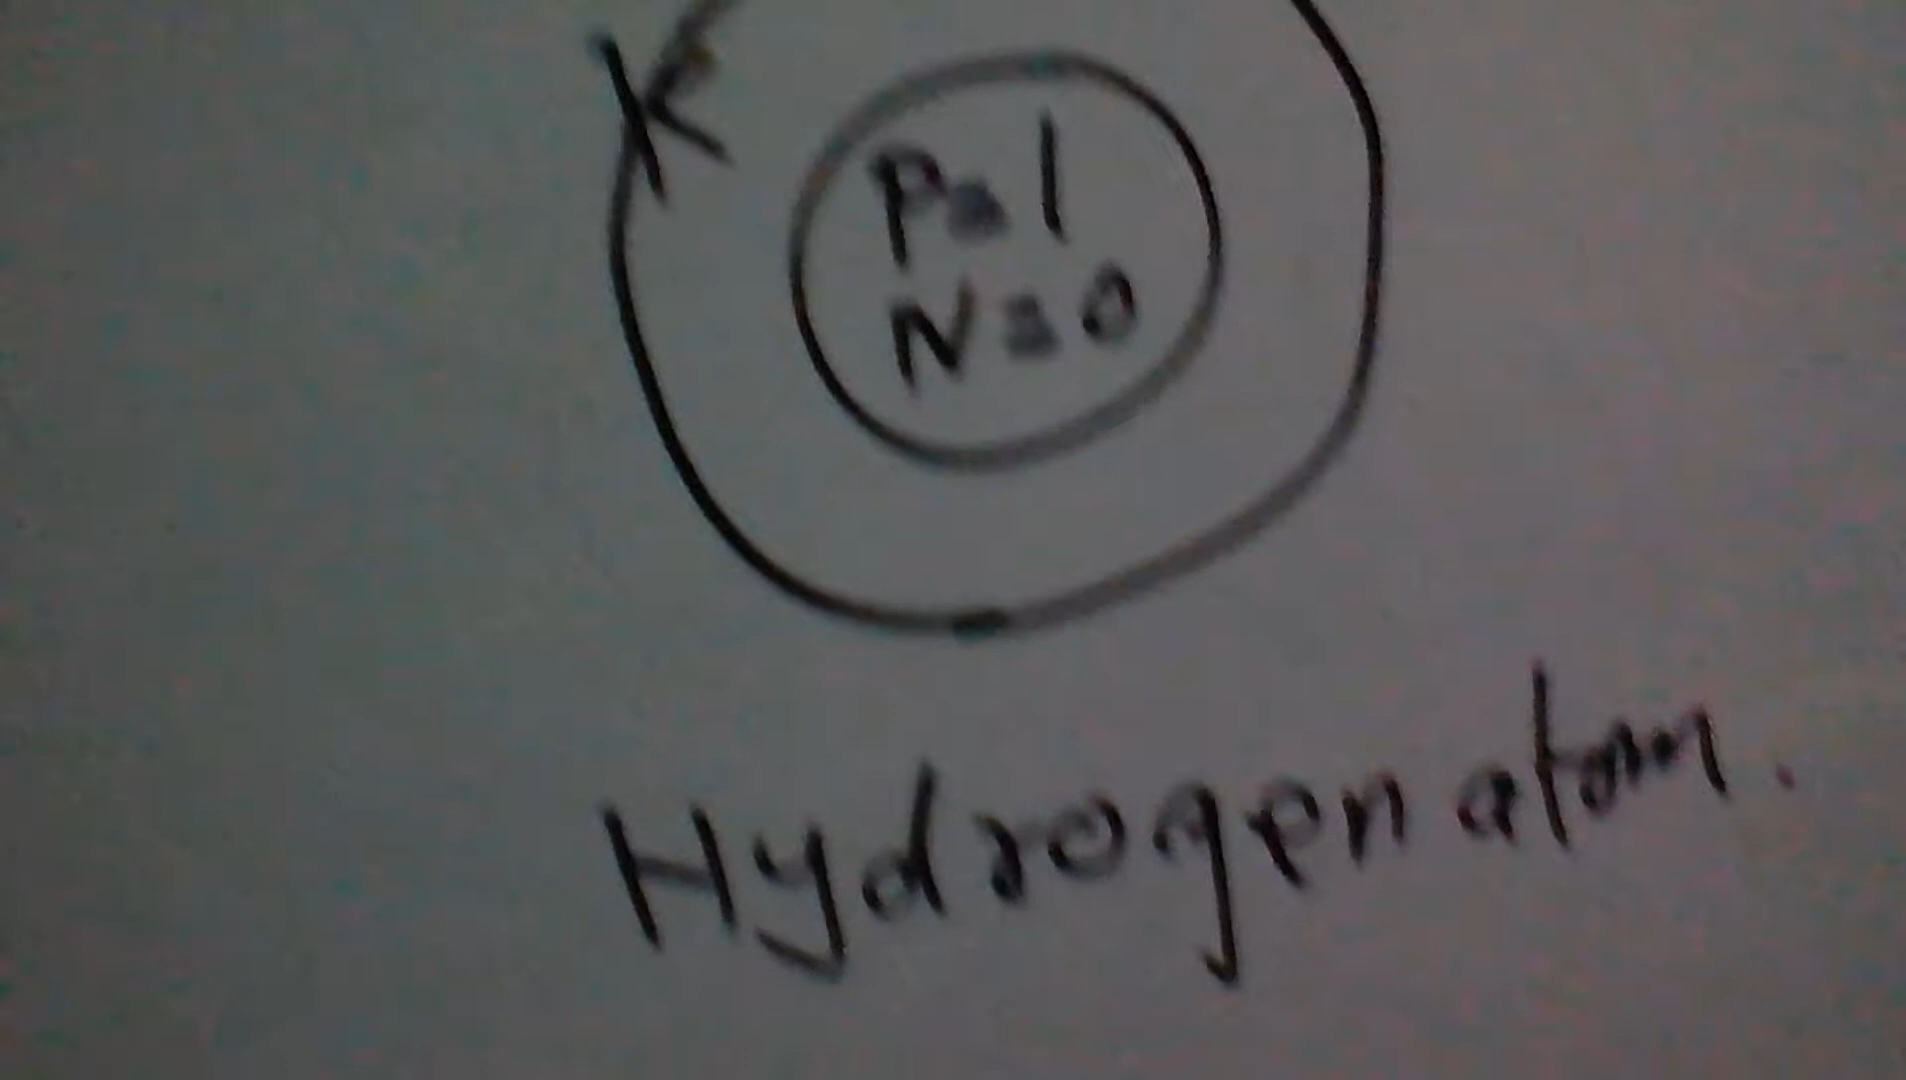 K
P=1
N=0
Hydrogen atom.